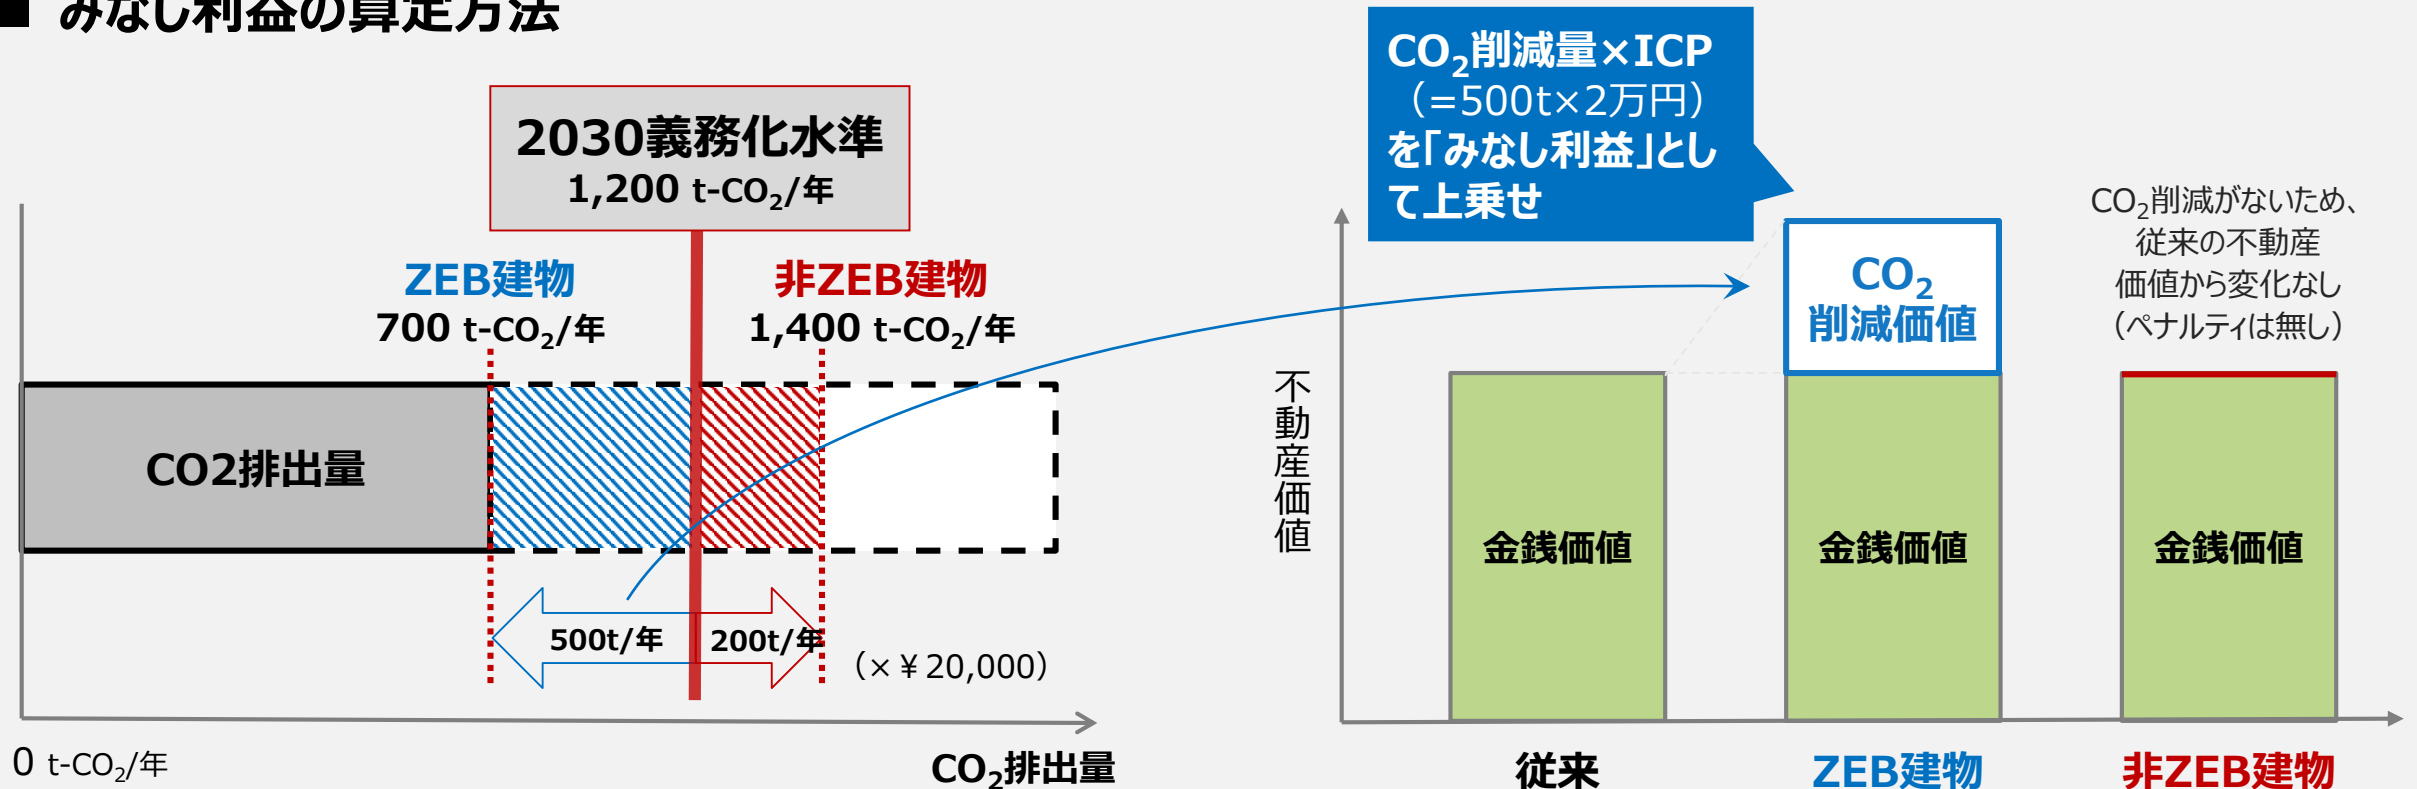 ■ みなし利益の算定方法
2030義務化水準
1,200 t-CO₂/年
ZEB建物
700 t-CO₂/年
非ZEB建物
1,400 t-CO₂/年
CO2排出量
500t/年
200t/年
（×￥20,000）
0 t-CO₂/年
CO₂排出量
CO₂削減量×ICP
（=500t×2万円）
を「みなし利益」とし
て上乗せ
CO₂削減がないため、
従来の不動産
価値から変化なし
（ペナルティは無し）
CO₂
削減価値
不動産価値
金銭価値
金銭価値
金銭価値
従来
ZEB建物
非ZEB建物